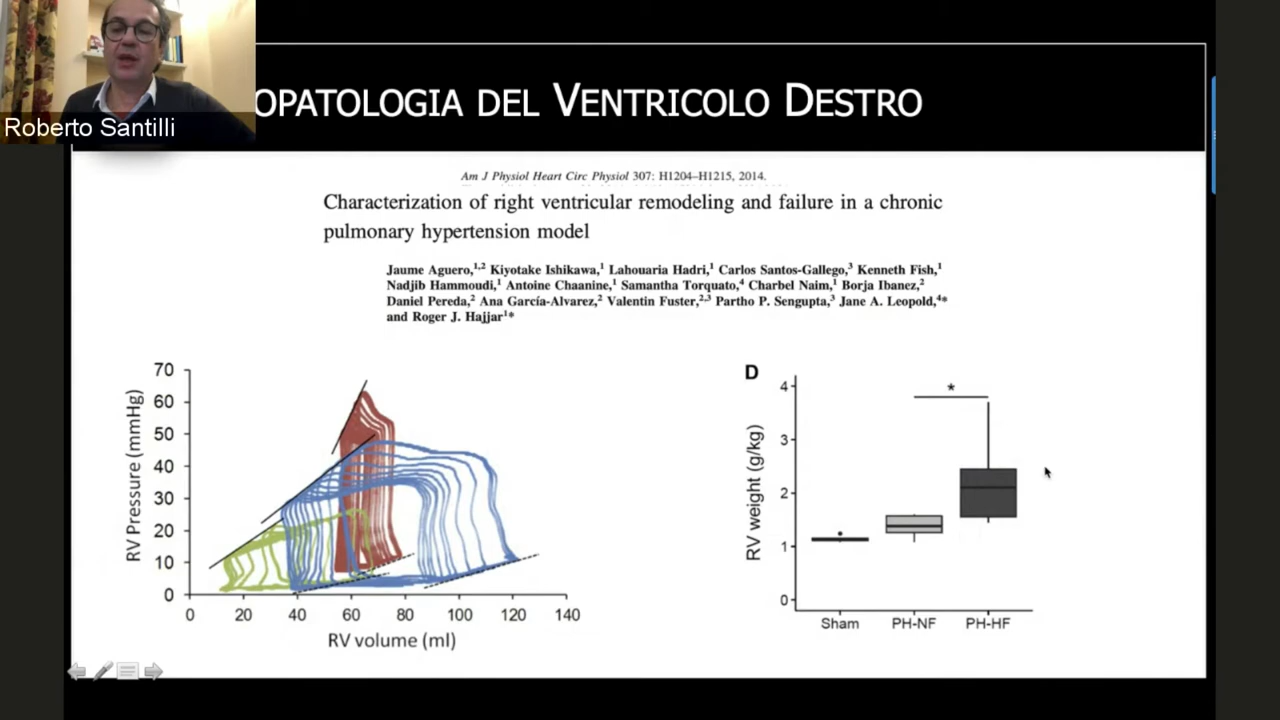 OPATOLOGIA DEL VENTRICOLO DESTRO
Roberto Santilli
Am J Physiol Heart Circ Physiol 307: H1204–H1215, 2014.
Characterization of right ventricular remodeling and failure in a chronic
pulmonary hypertension model
Jaume Aguero,1,2 Kiyotake Ishikawa,1 Lahouaria Hadri,1 Carlos Santos-Gallego,3 Kenneth Fish,1
Nadjib Hammoudi,1 Antoine Chaanine,1 Samantha Torquato,4 Charbel Naim,1 Borja Ibanez,2
Daniel Pereda,2 Ana García-Alvarez,2 Valentin Fuster,2,3 Partho P. Sengupta,3 Jane A. Leopold,4*
and Roger J. Hajjar1*
RV Pressure (mmHg)
70
60
50
40
30
20
10
0
0 20 40 60 80 100 120 140
RV volume (ml)
D
*
RV weight (g/kg)
4
3
2
1
0
Sham PH-NF PH-HF